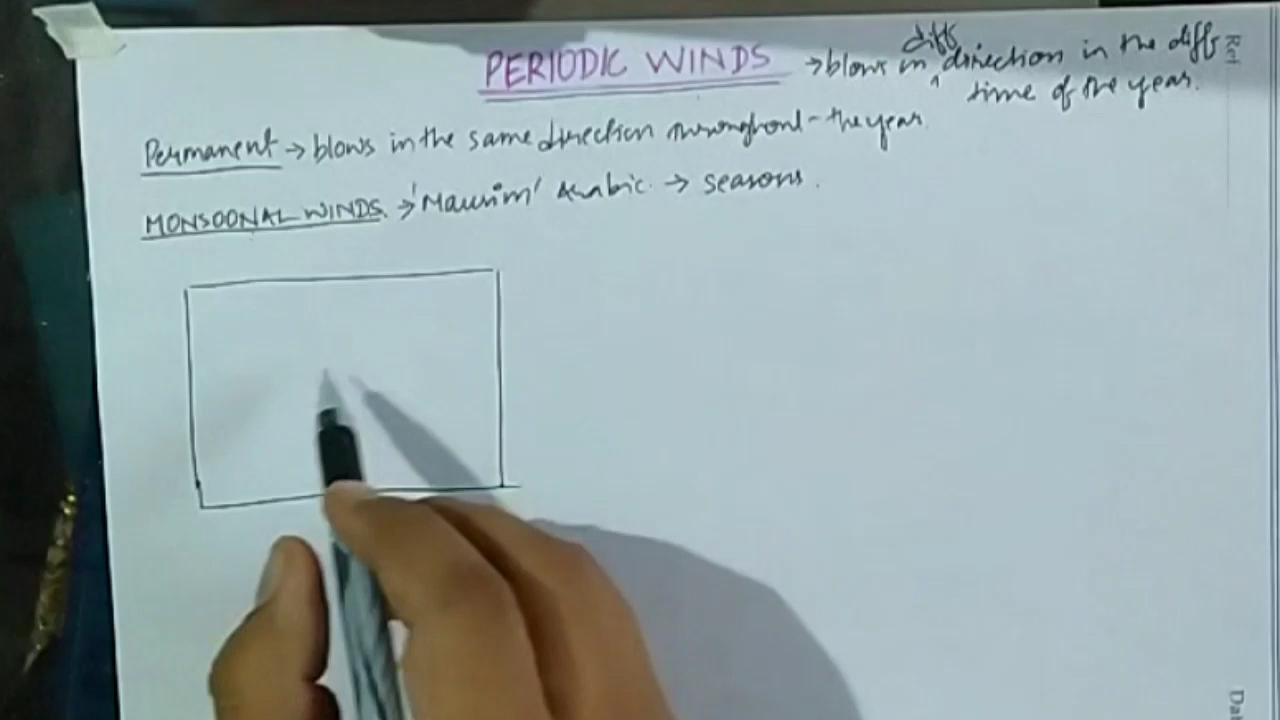 PERIODIC WINDS → blows in diff direction in the diff
time of the year.
Permanent → blows in the same direction throughout the year.
MONSOONAL WINDS → 'Mausim' Arabic → seasons.